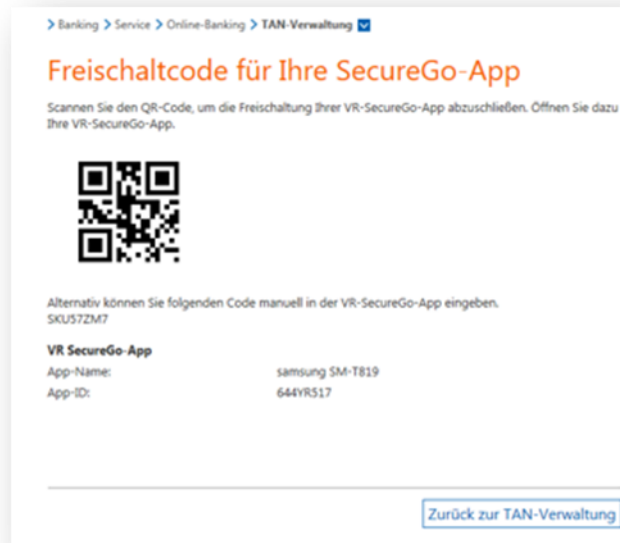 Banking Service Online-Banking TAN-Verwaltung
Freischaltcode für Ihre SecureGo-App
Scannen Sie den QR-Code, um die Freischaltung Ihrer VR-SecureGo-App abzuschließen. Öffnen Sie dazu
Ihre VR-SecureGo-App.
Alternativ können Sie folgenden Code manuell in der VR-SecureGo-App eingeben.
SKU57ZM7
VR SecureGo-App
App-Name: samsung SM-T819
App-ID: 644YR517
Zurück zur TAN-Verwaltung